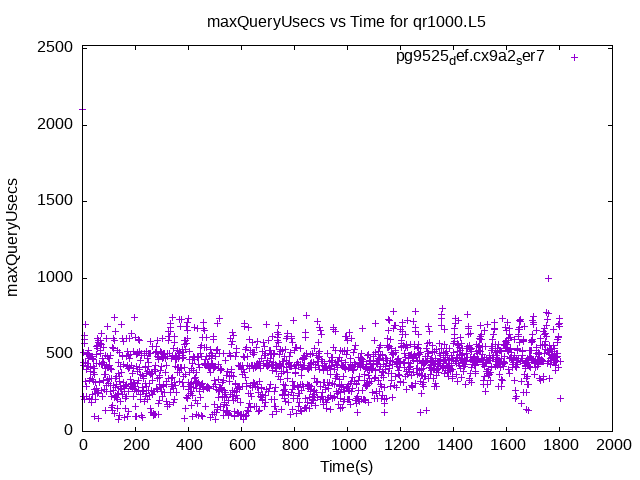 maxQueryUsecs vs Time for qr1000.L5
pg9525def.cx9a2ser7
2500
2000
1500
1000
500
0
maxQueryUsecs
0 200 400 600 800 1000 1200 1400 1600 1800 2000
Time(s)